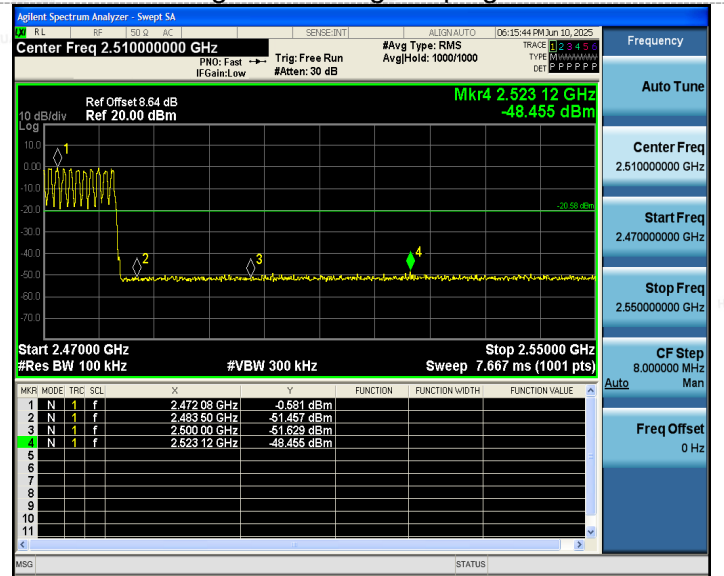 Agilent Spectrum Analyzer - Swept SA
LXI RL RF 50 Ω AC SENSE:INT ALIGN AUTO 06:15:44 PM Jun 10, 2025
Center Freq 2.510000000 GHz #Avg Type: RMS TRACE 1 2 3 4 5 6
PNO: Fast Trig: Free Run Avg|Hold: 1000/1000 TYPE M W W W W W
IFGain:Low #Atten: 30 dB DET P P P P P P
Mkr4 2.523 12 GHz
-48.455 dBm
Ref Offset 8.64 dB
10 dB/div Ref 20.00 dBm
Log
10.0
0.00
-10.0
-20.0
-30.0
-40.0
-50.0
-60.0
-70.0
1
2
3
4
-20.58 dBm
Start 2.47000 GHz Stop 2.55000 GHz
#Res BW 100 kHz #VBW 300 kHz Sweep 7.667 ms (1001 pts)
MKR MODE TRC SCL X Y FUNCTION FUNCTION WIDTH FUNCTION VALUE
1 N 1 f 2.472 08 GHz -0.581 dBm
2 N 1 f 2.483 50 GHz -51.457 dBm
3 N 1 f 2.500 00 GHz -51.629 dBm
4 N 1 f 2.523 12 GHz -48.455 dBm
5
6
7
8
9
10
11
MSG STATUS
Frequency
Auto Tune
Center Freq
2.510000000 GHz
Start Freq
2.470000000 GHz
Stop Freq
2.550000000 GHz
CF Step
8.000000 MHz
Auto Man
Freq Offset
0 Hz